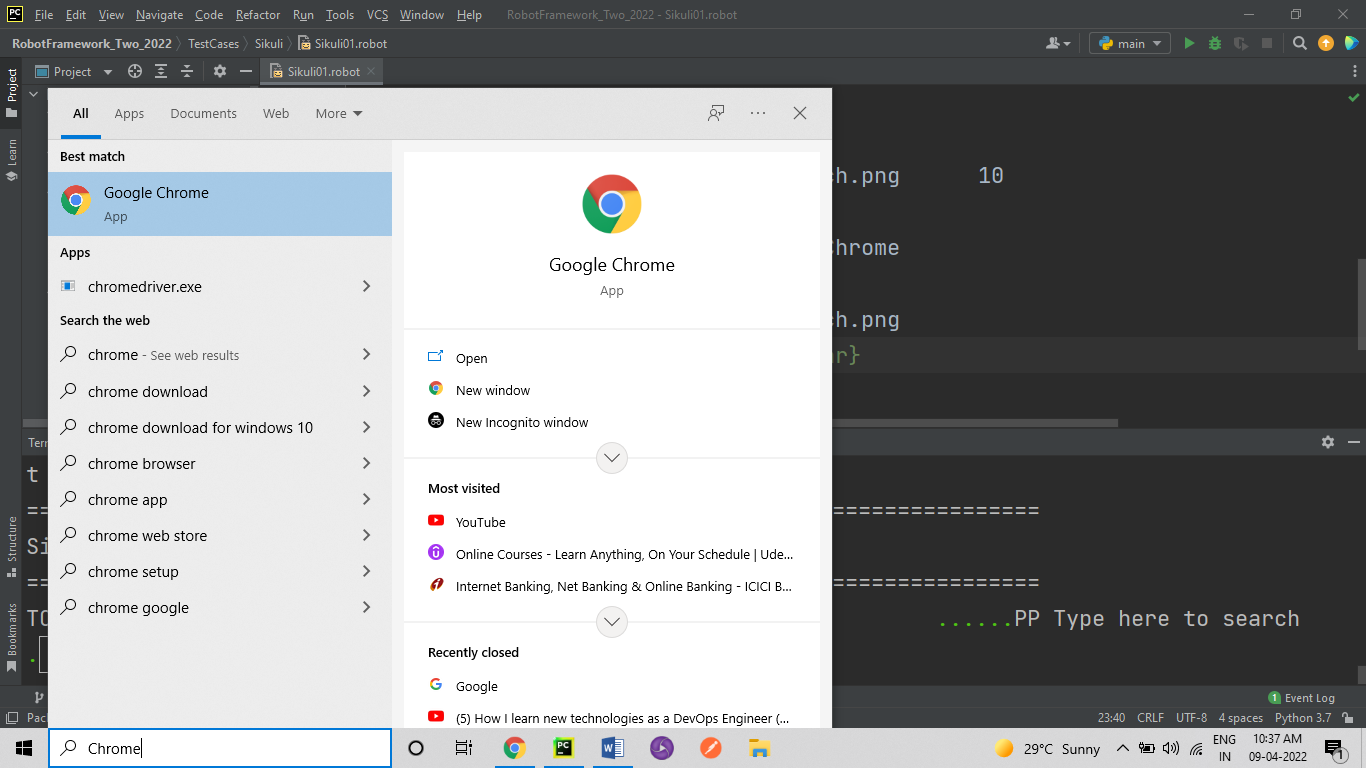 PC File Edit View Navigate Code Refactor Run Tools VCS Window Help RobotFramework_Two_2022 - Sikuli01.robot
RobotFramework_Two_2022 TestCases Sikuli Sikuli01.robot main
Project Sikuli01.robot
Project
Learn
Structure
Bookmarks
All Apps Documents Web More
Best match
Google Chrome
App
Apps
chromedriver.exe
Search the web
chrome - See web results
chrome download
chrome download for windows 10
chrome browser
chrome app
chrome web store
chrome setup
chrome google
Google Chrome
App
Open
New window
New Incognito window
Most visited
YouTube
Online Courses - Learn Anything, On Your Schedule | Ude...
Internet Banking, Net Banking & Online Banking - ICICI B...
Recently closed
Google
(5) How I learn new technologies as a DevOps Engineer (...
h.png 10
hrome
h.png
r}
Ter
t
==================
Si
==================
TO ......PP Type here to search
.
Event Log
Pac 23:40 CRLF UTF-8 4 spaces Python 3.7
Chrome
29°C Sunny
ENG
IN
10:37 AM
09-04-2022
1